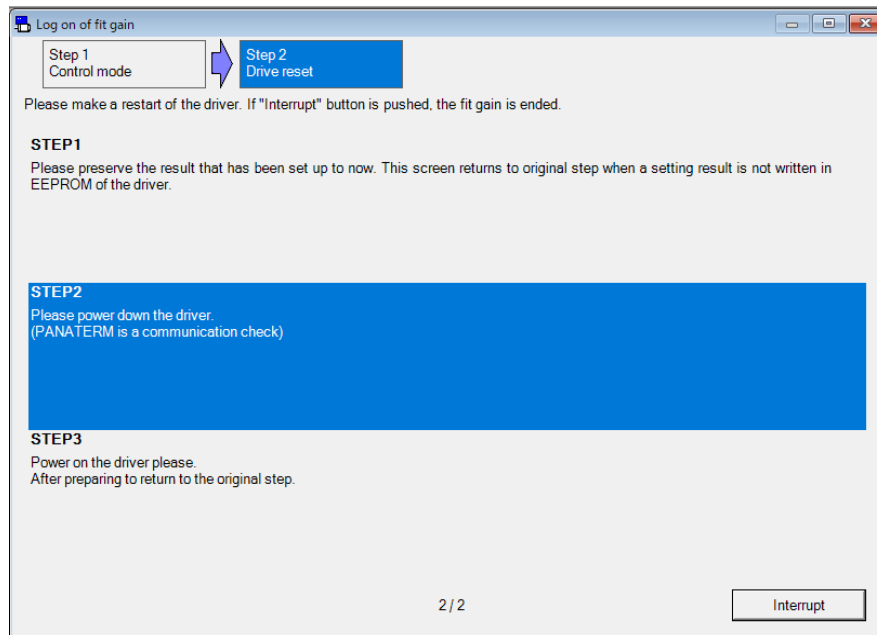 Log on of fit gain
Step 1
Control mode
Step 2
Drive reset
Please make a restart of the driver. If "Interrupt" button is pushed, the fit gain is ended.
STEP1
Please preserve the result that has been set up to now. This screen returns to original step when a setting result is not written in
EEPROM of the driver.
STEP2
Please power down the driver.
(PANATERM is a communication check)
STEP3
Power on the driver please.
After preparing to return to the original step.
2 / 2
Interrupt